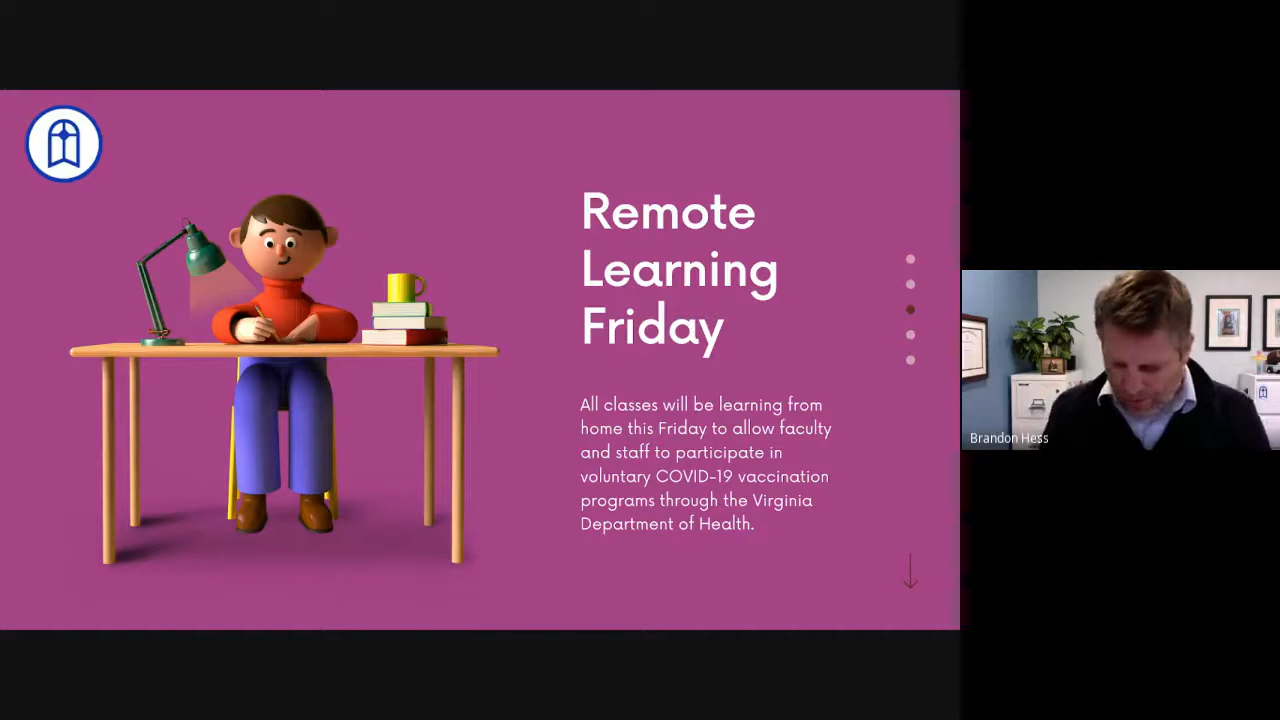 Remote
Learning
Friday
All classes will be learning from
home this Friday to allow faculty
and staff to participate in
voluntary COVID-19 vaccination
programs through the Virginia
Department of Health.
Brandon Hess